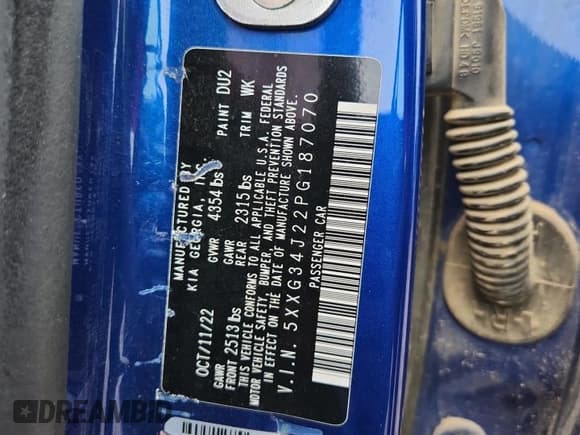 MANUFACTURED BY
KIA GEORGIA, INC.
OCT/11/22 GVWR 4354 lbs PAINT DU2
GAWR GAWR
FRONT 2513 lbs REAR 2315 lbs TRIM WK
THIS VEHICLE CONFORMS TO ALL APPLICABLE U.S.A. FEDERAL
MOTOR VEHICLE SAFETY, BUMPER, AND THEFT PREVENTION STANDARDS
IN EFFECT ON THE DATE OF MANUFACTURE SHOWN ABOVE.
V.I.N. 5XXG34J22PG187070
PASSENGER CAR
DREAMBID